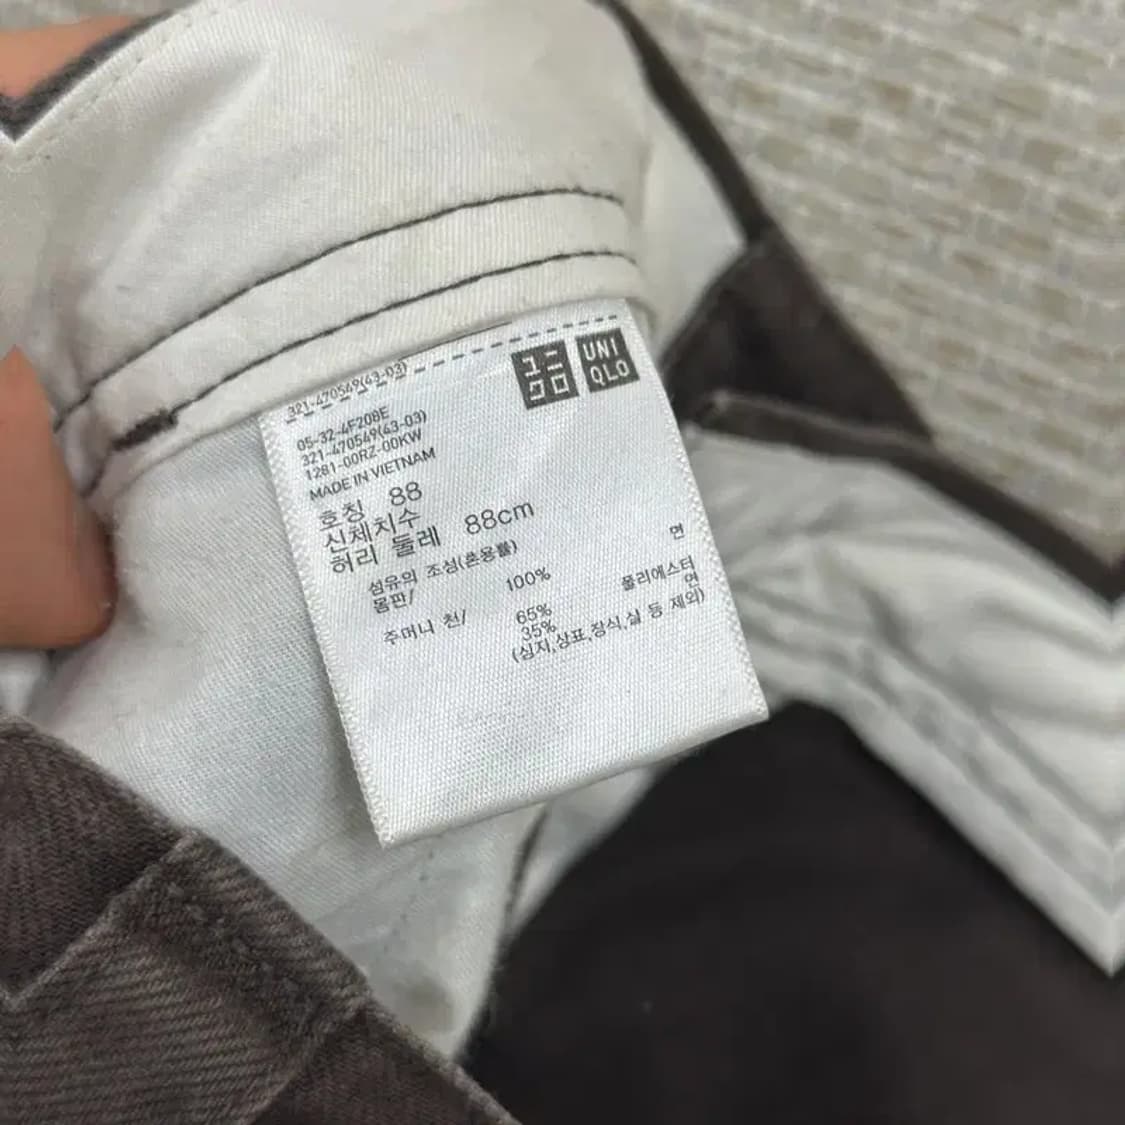 ユニ
クロ
UNI
QLO
321-470549(43-03)
05-32-4F208E
321-470549(43-03)
1281-00RZ-00KW
MADE IN VIETNAM
호칭 88
신체치수
허리 둘레 88cm
섬유의 조성(혼용률)
몸판/ 100% 면
주머니 천/ 65% 폴리에스터
35% 면
(심지,상표,장식,실 등 제외)